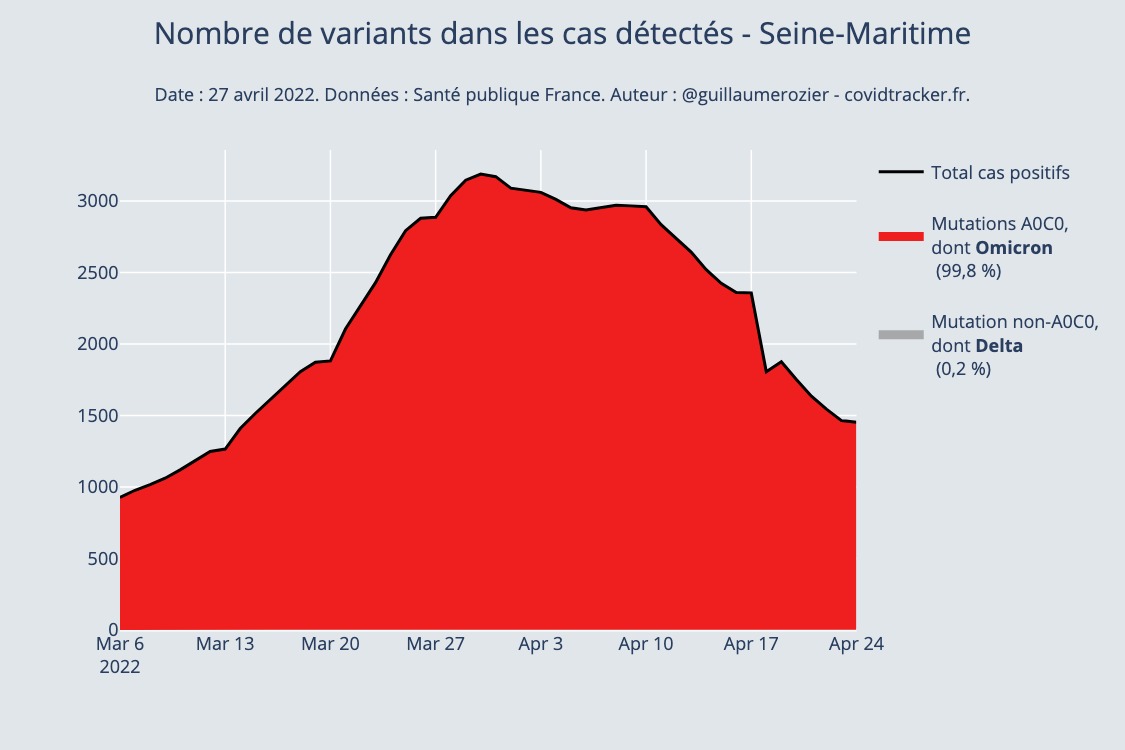 Nombre de variants dans les cas détectés - Seine-Maritime
Date : 27 avril 2022. Données : Santé publique France. Auteur : @guillaumerozier - covidtracker.fr.
Total cas positifs
Mutations A0C0,
dont Omicron
(99,8 %)
Mutation non-A0C0,
dont Delta
(0,2 %)
3000
2500
2000
1500
1000
500
0
Mar 6 Mar 13 Mar 20 Mar 27 Apr 3 Apr 10 Apr 17 Apr 24
2022